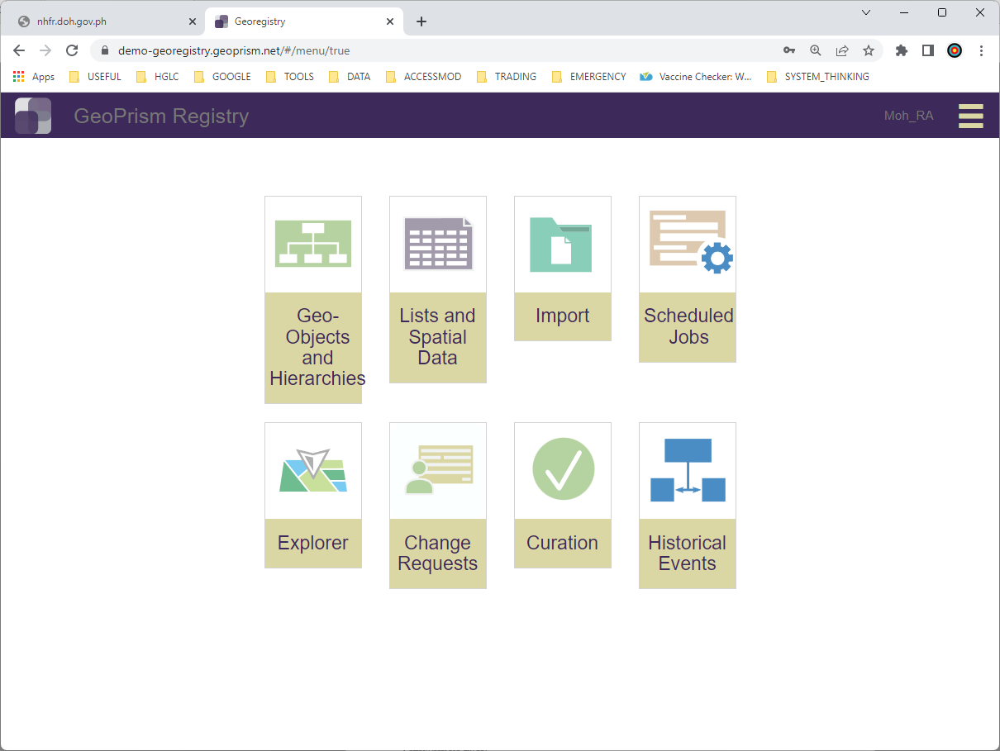 nhfr.doh.gov.ph
Georegistry
demo-georegistry.geoprism.net/#/menu/true
Apps
USEFUL
HGLC
GOOGLE
TOOLS
DATA
ACCESSMOD
TRADING
EMERGENCY
Vaccine Checker: W...
SYSTEM_THINKING
GeoPrism Registry
Moh_RA
Geo-
Objects
and
Hierarchies
Lists and
Spatial
Data
Import
Scheduled
Jobs
Explorer
Change
Requests
Curation
Historical
Events